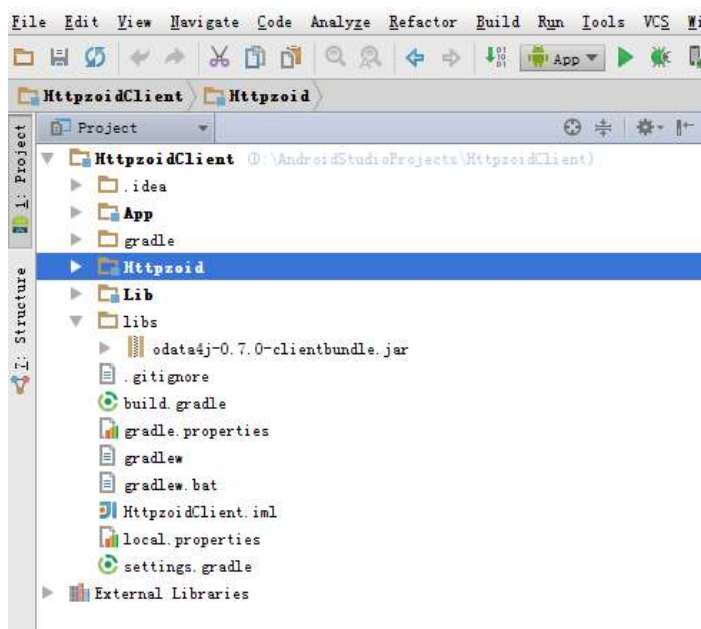 File Edit View Navigate Code Analyze Refactor Build Run Tools VCS
App
HttpzoidClient Httpzoid
Project
1: Project
HttpzoidClient (D:\AndroidStudioProjects\HttpzoidClient)
.idea
App
gradle
Httpzoid
Lib
libs
odata4j-0.7.0-clientbundle.jar
.gitignore
build.gradle
gradle.properties
gradlew
gradlew.bat
HttpzoidClient.iml
local.properties
settings.gradle
External Libraries
7: Structure